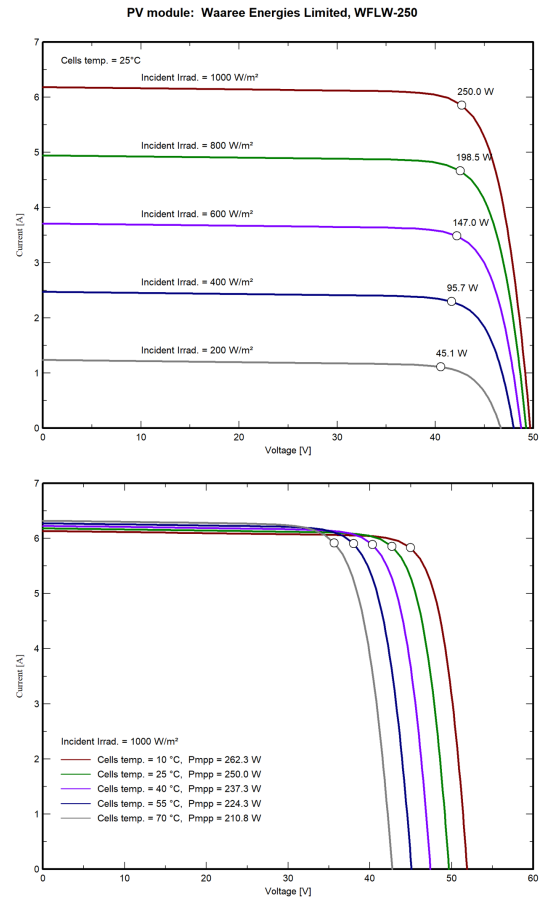 PV module: Waaree Energies Limited, WFLW-250
7
6
5
4
3
2
1
0
Current [A]
Cells temp. = 25°C
Incident Irrad. = 1000 W/m²
250.0 W
Incident Irrad. = 800 W/m²
198.5 W
Incident Irrad. = 600 W/m²
147.0 W
Incident Irrad. = 400 W/m²
95.7 W
Incident Irrad. = 200 W/m²
45.1 W
0 10 20 30 40 50
Voltage [V]
7
6
5
4
3
2
1
0
Current [A]
Incident Irrad. = 1000 W/m²
Cells temp. = 10 °C, Pmpp = 262.3 W
Cells temp. = 25 °C, Pmpp = 250.0 W
Cells temp. = 40 °C, Pmpp = 237.3 W
Cells temp. = 55 °C, Pmpp = 224.3 W
Cells temp. = 70 °C, Pmpp = 210.8 W
0 10 20 30 40 50 60
Voltage [V]